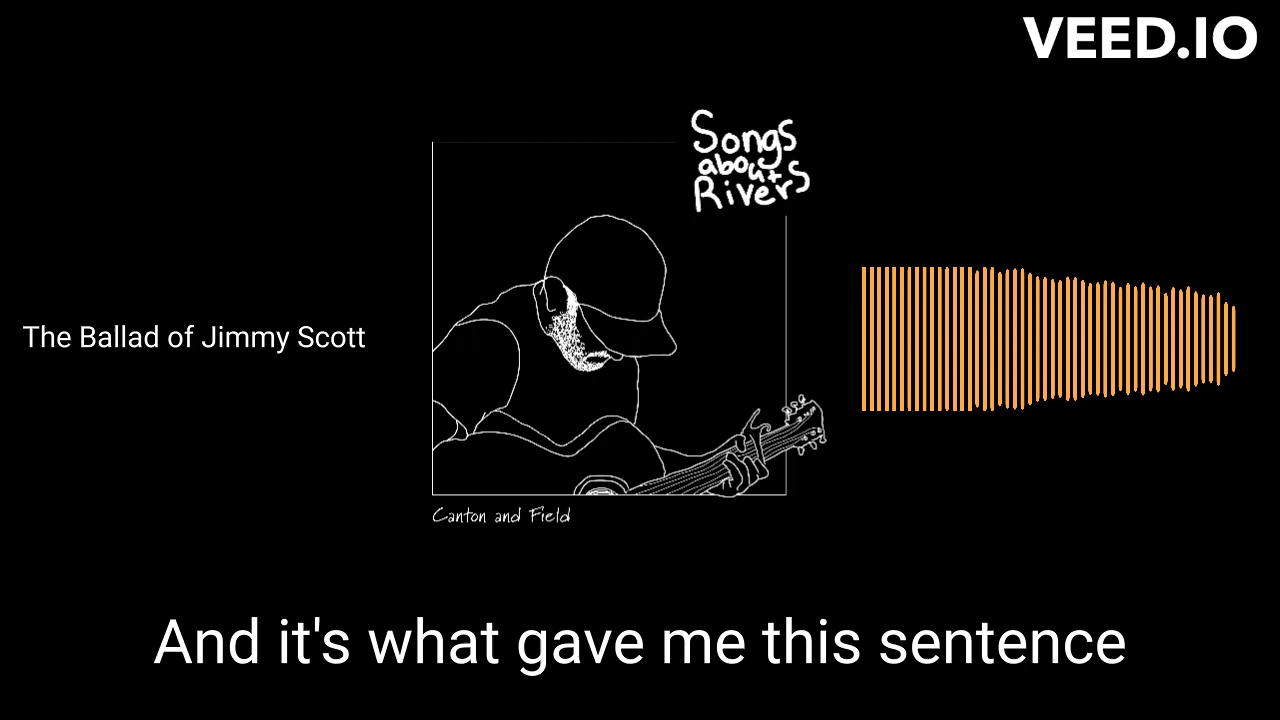 VEED.IO
Songs
about
Rivers
The Ballad of Jimmy Scott
Canton and Field
And it's what gave me this sentence